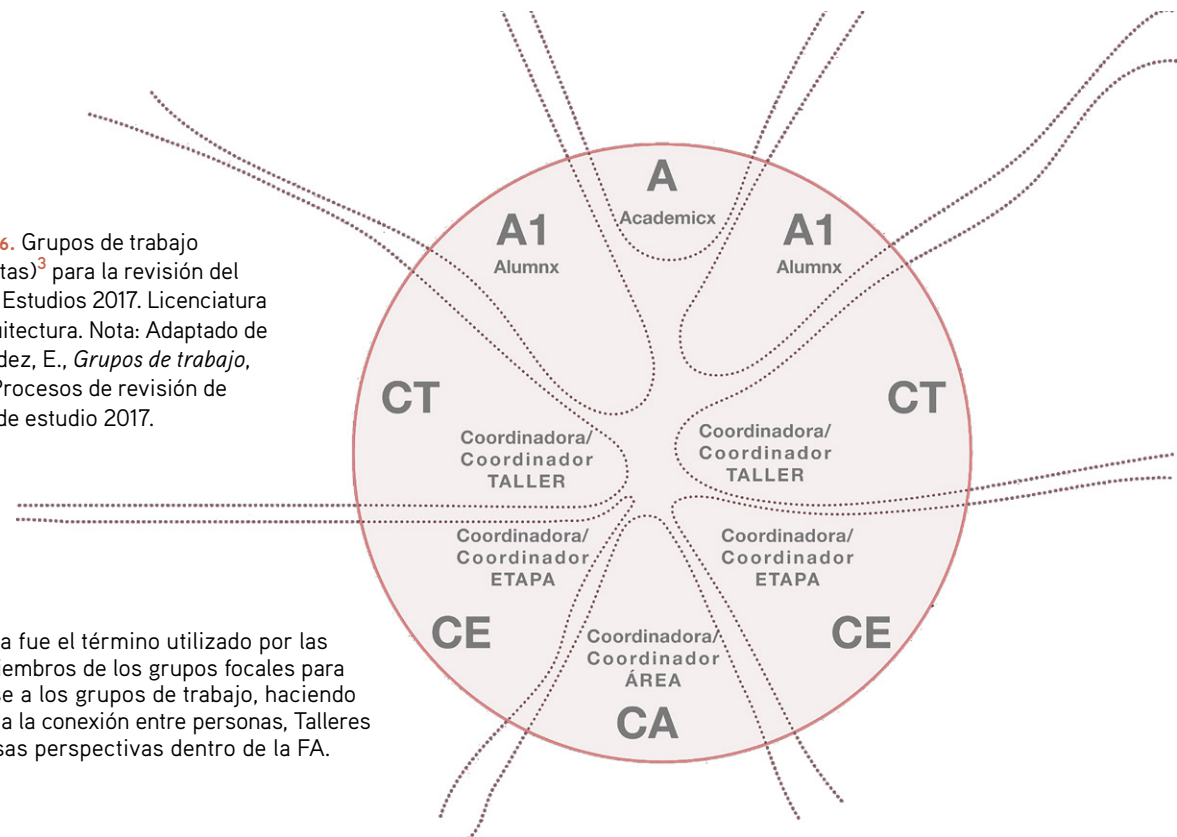 6. Grupos de trabajo
tas)3 para la revisión del
Estudios 2017. Licenciatura
uitectura. Nota: Adaptado de
dez, E., Grupos de trabajo,
Procesos de revisión de
de estudio 2017.
a fue el término utilizado por las
iembros de los grupos focales para
se a los grupos de trabajo, haciendo
a la conexión entre personas, Talleres
sas perspectivas dentro de la FA.
A
Academicx
A1
Alumnx
A1
Alumnx
CT
Coordinadora/
Coordinador
TALLER
CT
Coordinadora/
Coordinador
TALLER
Coordinadora/
Coordinador
ETAPA
CE
Coordinadora/
Coordinador
ETAPA
CE
Coordinadora/
Coordinador
ÁREA
CA